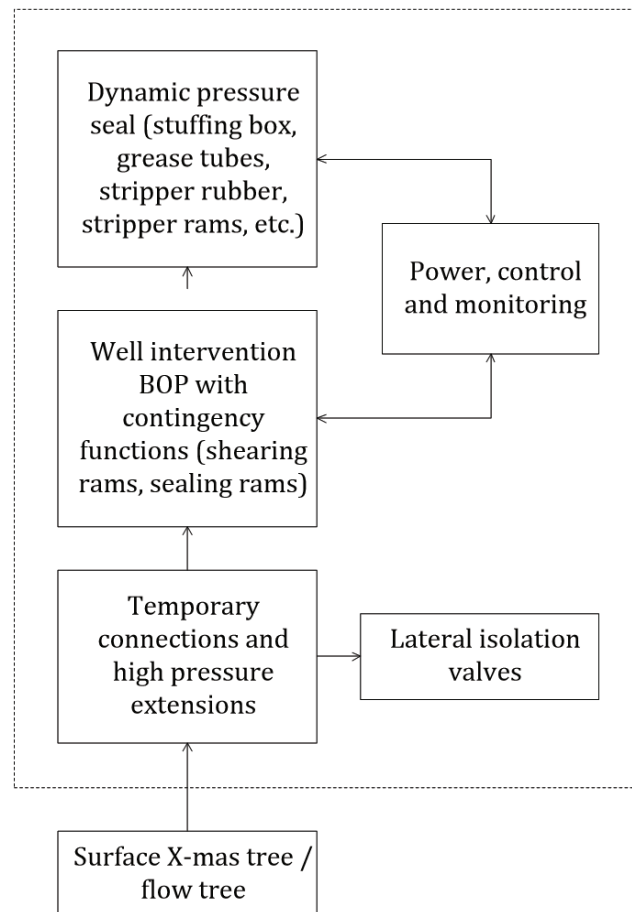 Dynamic pressure
seal (stuffing box,
grease tubes,
stripper rubber,
stripper rams, etc.)
Power, control
and monitoring
Well intervention
BOP with
contingency
functions (shearing
rams, sealing rams)
Temporary
connections and
high pressure
extensions
Lateral isolation
valves
Surface X-mas tree /
flow tree